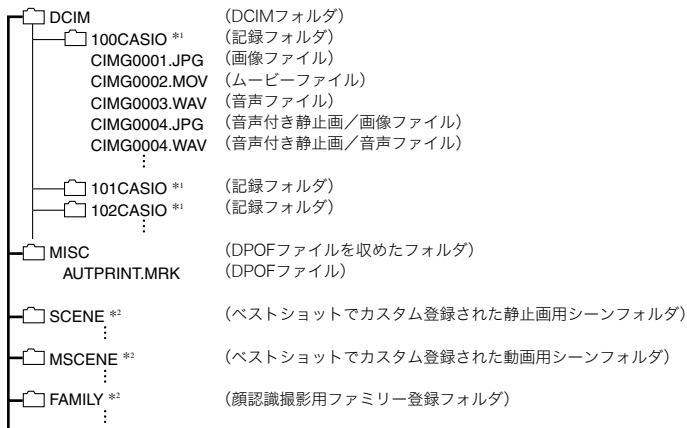 DCIM （DCIMフォルダ）
100CASIO *1 （記録フォルダ）
CIMG0001.JPG （画像ファイル）
CIMG0002.MOV （ムービーファイル）
CIMG0003.WAV （音声ファイル）
CIMG0004.JPG （音声付き静止画／画像ファイル）
CIMG0004.WAV （音声付き静止画／音声ファイル）
101CASIO *1 （記録フォルダ）
102CASIO *1 （記録フォルダ）
MISC （DPOFファイルを収めたフォルダ）
AUTPRINT.MRK （DPOFファイル）
SCENE *2 （ベストショットでカスタム登録された静止画用シーンフォルダ）
MSCENE *2 （ベストショットでカスタム登録された動画用シーンフォルダ）
FAMILY *2 （顔認識撮影用ファミリー登録フォルダ）